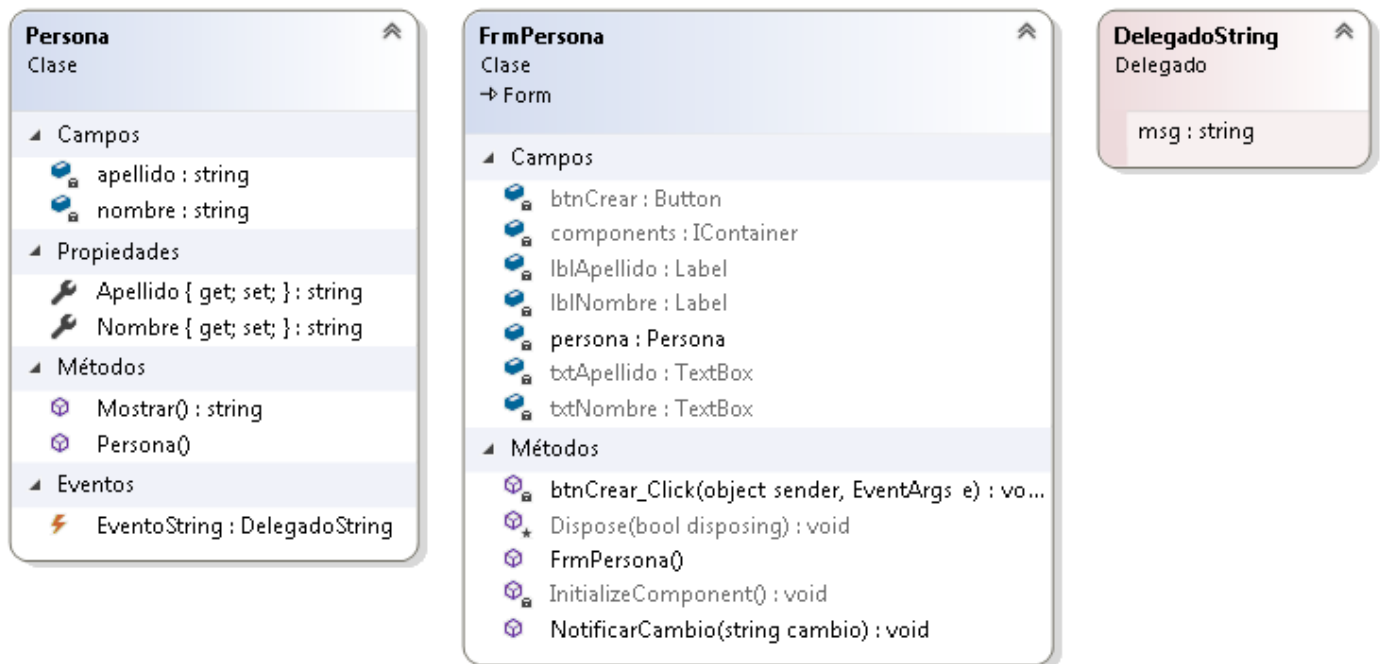 Persona
Clase
Campos
apellido : string
nombre : string
Propiedades
Apellido { get; set; } : string
Nombre { get; set; } : string
Métodos
Mostrar() : string
Persona()
Eventos
EventoString : DelegadoString
FrmPersona
Clase
Form
Campos
btnCrear : Button
components : IContainer
lblApellido : Label
lblNombre : Label
persona : Persona
txtApellido : TextBox
txtNombre : TextBox
Métodos
btnCrear_Click(object sender, EventArgs e) : vo...
Dispose(bool disposing) : void
FrmPersona()
InitializeComponent() : void
NotificarCambio(string cambio) : void
DelegadoString
Delegado
msg : string